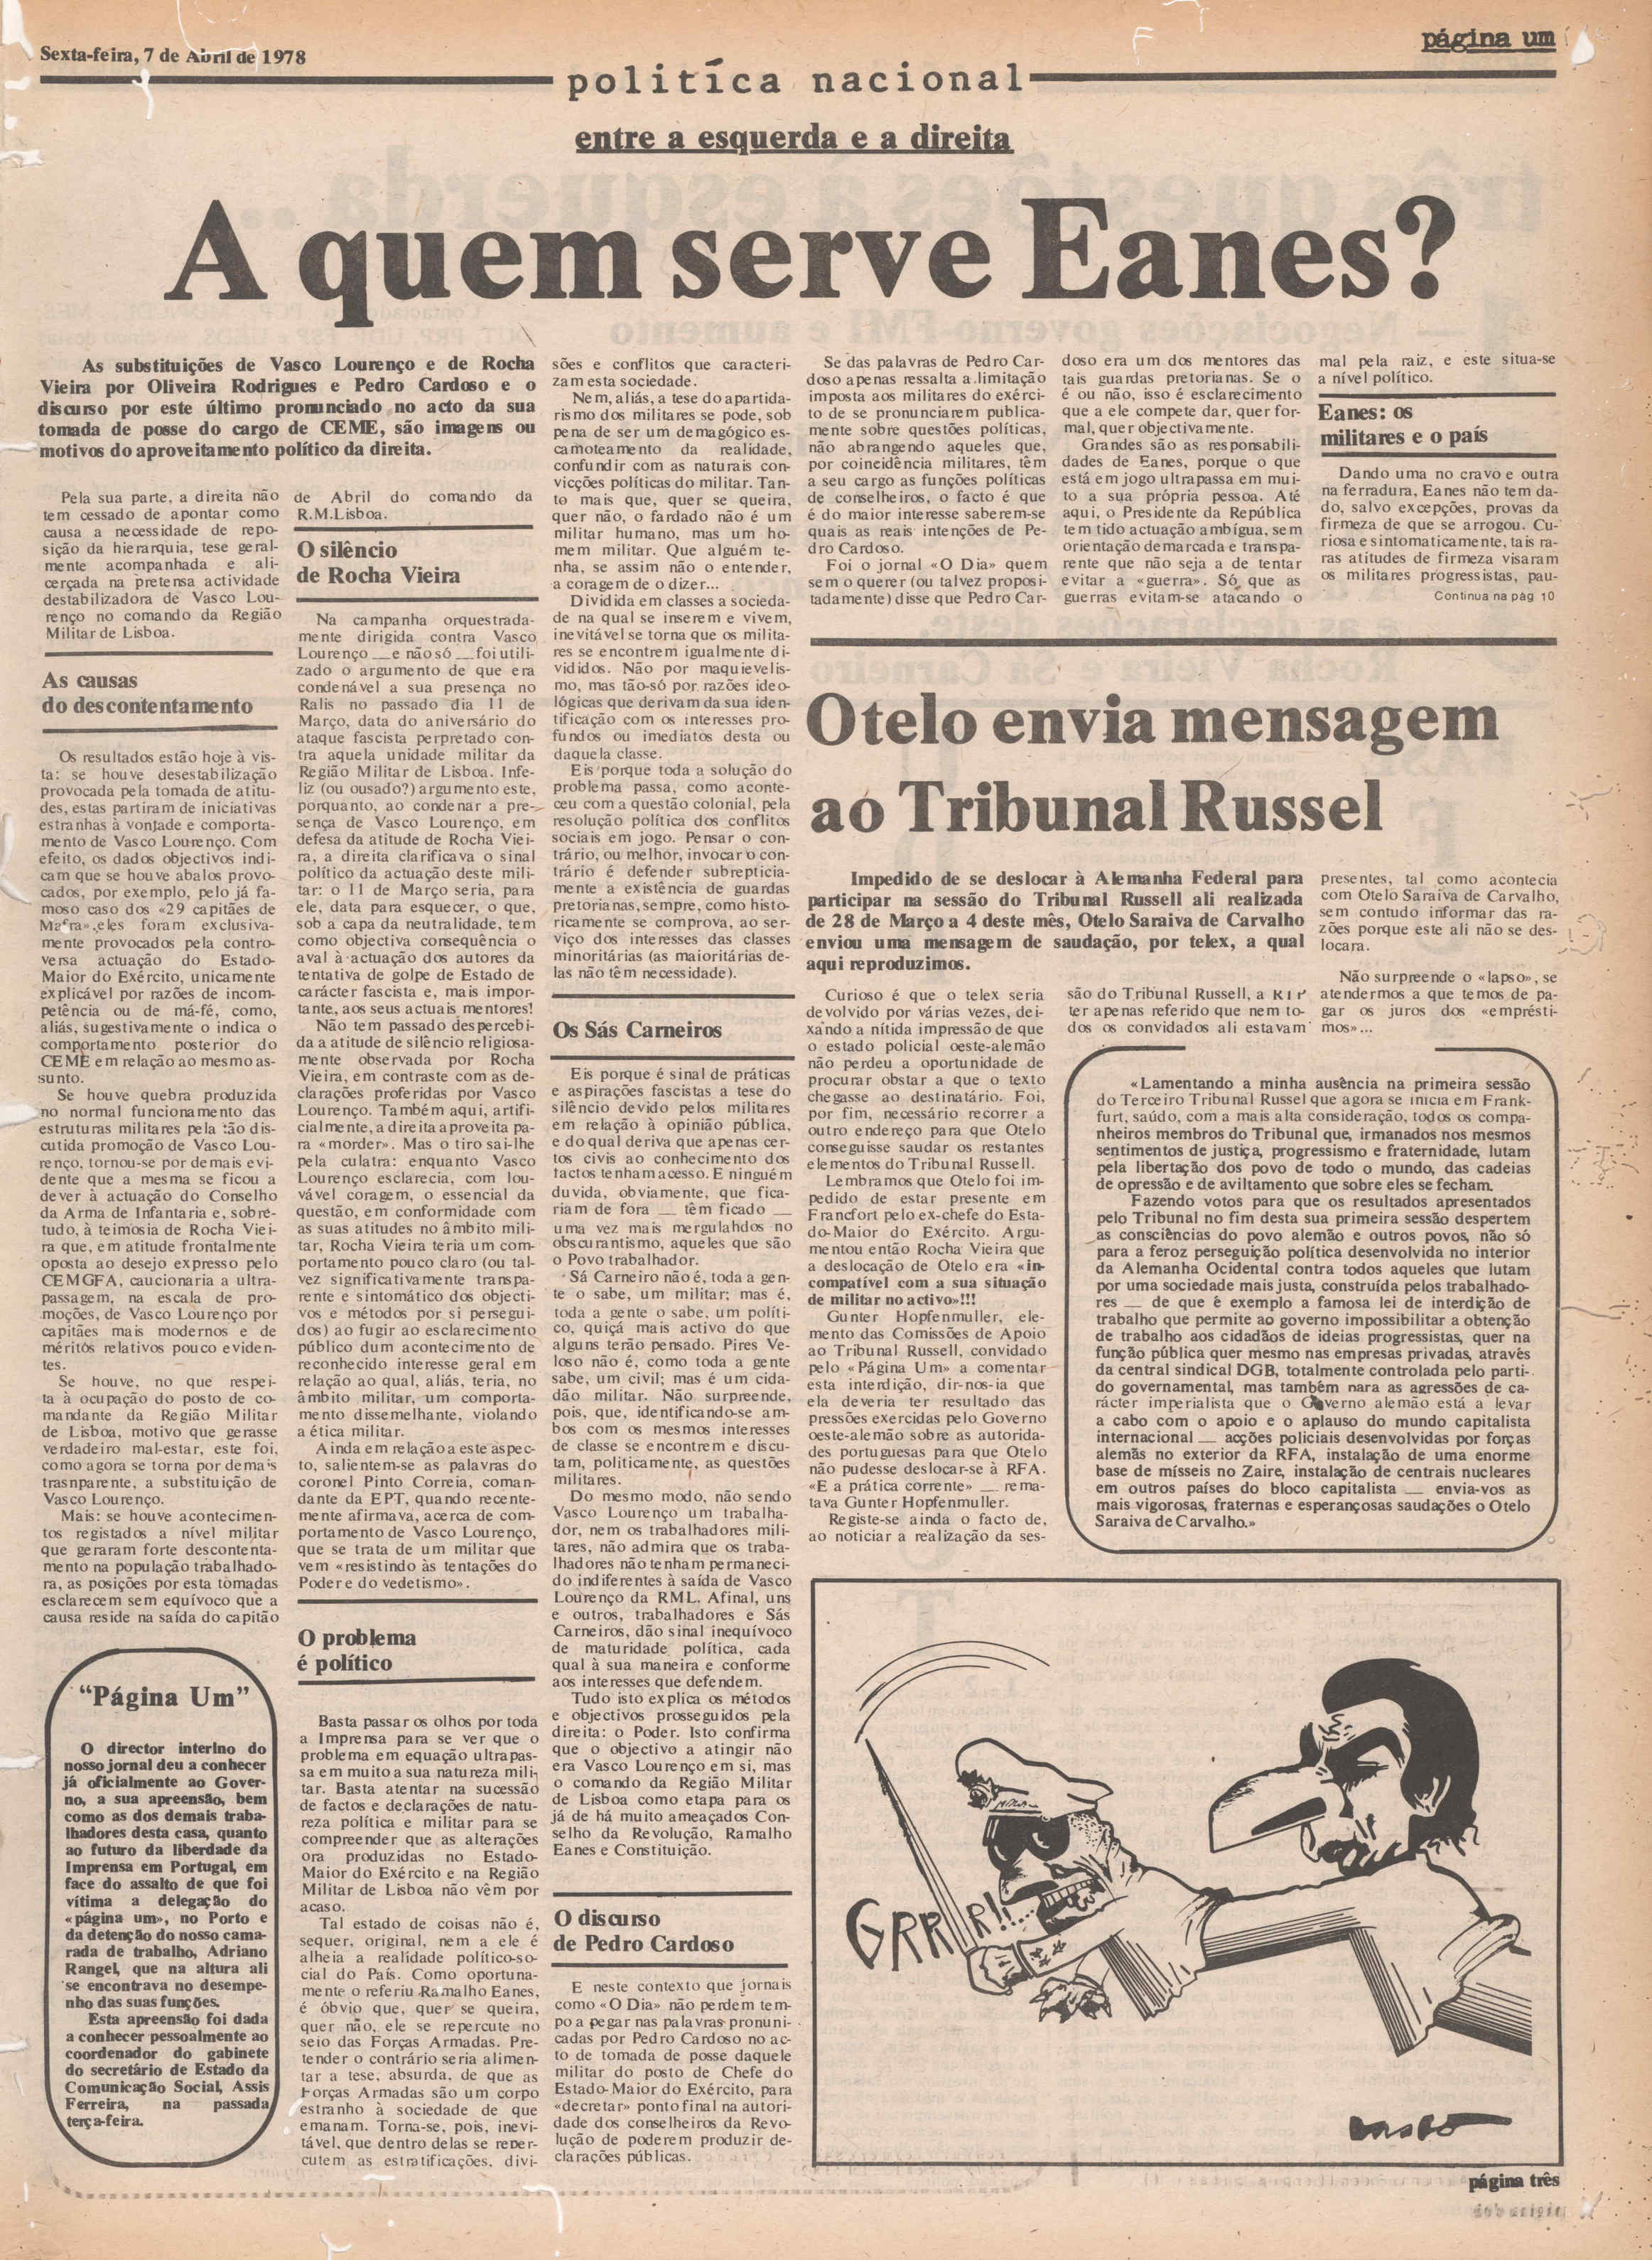 Sexta-feira, 7 de Abril de 1978
página um
política nacional
entre a esquerda e a direita
A quem serve Eanes?
As substituições de Vasco Lourenço e de Rocha
Vieira por Oliveira Rodrigues e Pedro Cardoso e o
discurso por este último pronunciado no acto da sua
tomada de posse do cargo de CEME, são imagens ou
motivos do aproveitamento político da direita.
Pela sua parte, a direita não
tem cessado de apontar como
causa a necessidade de repo-
sição da hierarquia, tese geral-
mente acompanhada e ali-
cerçada na pretensa actividade
destabilizadora de Vasco Lou-
renço no comando da Região
Militar de Lisboa.
As causas
do descontentamento
Os resultados estão hoje à vis-
ta: se houve desestabilização
provocada pela tomada de atitu-
des, estas partiram de iniciativas
estranhas à vontade e comporta-
mento de Vasco Lourenço. Com
efeito, os dados objectivos indi-
cam que se houve abalos provo-
cados, por exemplo, pelo já fa-
moso caso dos «29 capitães de
Mafra», eles foram exclusiva-
mente provocados pela contro-
versa actuação do Estado-
Maior do Exército, unicamente
explicável por razões de incom-
petência ou de má-fé, como,
aliás, sugestivamente o indica o
comportamento posterior do
CEME em relação ao mesmo as-
sunto.
Se houve quebra produzida
no normal funcionamento das
estruturas militares pela tão dis-
cutida promoção de Vasco Lou-
renço, tornou-se por demais evi-
dente que a mesma se ficou a
dever à actuação do Conselho
da Arma de Infantaria e, sobre-
tudo, à teimosia de Rocha Viei-
ra que, em atitude frontalmente
oposta ao desejo expresso pelo
CEMGFA, caucionaria a ultra-
passagem, na escala de pro-
moções, de Vasco Lourenço por
capitães mais modernos e de
méritos relativos pouco eviden-
tes.
Se houve, no que respei-
ta à ocupação do posto de co-
mandante da Região Militar
de Lisboa, motivo que gerasse
verdadeiro mal-estar, este foi,
como agora se torna por demais
trasnparente, a substituição de
Vasco Lourenço.
Mais: se houve acontecimen-
tos registados a nível militar
que geraram forte descontenta-
mento na população trabalhado-
ra, as posições por esta tomadas
esclarecem sem equívoco que a
causa reside na saída do capitão
"Página Um"
O director interino do
nosso jornal deu a conhecer
já oficialmente ao Gover-
no, a sua apreensão, bem
como as dos demais traba-
lhadores desta casa, quanto
ao futuro da liberdade da
Imprensa em Portugal, em
face do assalto de que foi
vítima a delegação do
«página um», no Porto e
da detenção do nosso cama-
rada de trabalho, Adriano
Rangel, que na altura ali
se encontrava no desempe-
nho das suas funções.
Esta apreensão foi dada
a conhecer pessoalmente ao
coordenador do gabinete
do secretário de Estado da
Comunicação Social, Assis
Ferreira, na passada
terça-feira.
de Abril do comando da
R.M.Lisboa.
O silêncio
de Rocha Vieira
Na campanha orquestrada-
mente dirigida contra Vasco
Lourenço — e não só — foi utili-
zado o argumento de que era
condenável a sua presença no
Ralis no passado dia 11 de
Março, data do aniversário do
ataque fascista perpretado con-
tra aquela unidade militar da
Região Militar de Lisboa. Infe-
liz (ou ousado?) argumento este,
porquanto, ao condenar a pre-
sença de Vasco Lourenço, em
defesa da atitude de Rocha Viei-
ra, a direita clarificava o sinal
político da actuação deste mili-
tar: o 11 de Março seria, para
ele, data para esquecer, o que,
sob a capa da neutralidade, tem
como objectiva consequência o
aval à actuação dos autores da
tentativa de golpe de Estado de
carácter fascista e, mais impor-
tante, aos seus actuais mentores!
Não tem passado despercebi-
da a atitude de silêncio religiosa-
mente observada por Rocha
Vieira, em contraste com as de-
clarações proferidas por Vasco
Lourenço. Também aqui, artifi-
cialmente, a direita aproveita pa-
ra «morder». Mas o tiro sai-lhe
pela culatra: enquanto Vasco
Lourenço esclarecia, com lou-
vável coragem, o essencial da
questão, em conformidade com
as suas atitudes no âmbito mili-
tar, Rocha Vieira teria um com-
portamento pouco claro (ou tal-
vez significativamente transpa-
rente e sintomático dos objecti-
vos e métodos por si persegui-
dos) ao fugir ao esclarecimento
público dum acontecimento de
reconhecido interesse geral em
relação ao qual, aliás, teria, no
âmbito militar, um comporta-
mento dissemelhante, violando
a ética militar.
Ainda em relação a este aspec-
to, salientem-se as palavras do
coronel Pinto Correia, coman-
dante da EPT, quando recente-
mente afirmava, acerca de com-
portamento de Vasco Lourenço,
que se trata de um militar que
vem «resistindo às tentações do
Poder e do vedetismo».
O problema
é político
Basta passar os olhos por toda
a Imprensa para se ver que o
problema em equação ultrapas-
sa em muito a sua natureza mili-
tar. Basta atentar na sucessão
de factos e declarações de natu-
reza política e militar para se
compreender que as alterações
ora produzidas no Estado-
Maior do Exército e na Região
Militar de Lisboa não vêm por
acaso.
Tal estado de coisas não é,
sequer, original, nem a ele é
alheia a realidade político-so-
cial do País. Como oportuna-
mente o referiu Ramalho Eanes,
é óbvio que, quer se queira,
quer não, ele se repercute no
seio das Forças Armadas. Pre-
tender o contrário seria alimen-
tar a tese, absurda, de que as
Forças Armadas são um corpo
estranho à sociedade de que
emanam. Torna-se, pois, inevi-
tável, que dentro delas se reper-
cutem as estratificações, divi-
sões e conflitos que caracteri-
zam esta sociedade.
Nem, aliás, a tese do apartida-
rismo dos militares se pode, sob
pena de ser um demagógico es-
camoteamento da realidade,
confundir com as naturais con-
vicções políticas do militar. Tan-
to mais que, quer se queira,
quer não, o fardado não é um
militar humano, mas um ho-
mem militar. Que alguém te-
nha, se assim não o entender,
a coragem de o dizer...
Dividida em classes a socieda-
de na qual se inserem e vivem,
inevitável se torna que os milita-
res se encontrem igualmente di-
vididos. Não por maquievelis-
mo, mas tão-só por razões ideo-
lógicas que derivam da sua iden-
tificação com os interesses pro-
fundos ou imediatos desta ou
daquela classe.
Eis porque toda a solução do
problema passa, como aconte-
ceu com a questão colonial, pela
resolução política dos conflitos
sociais em jogo. Pensar o con-
trário, ou melhor, invocar o con-
trário é defender subrepticia-
mente a existência de guardas
pretorianas, sempre, como histo-
ricamente se comprova, ao ser-
viço dos interesses das classes
minoritárias (as maioritárias de-
las não têm necessidade).
Os Sás Carneiros
Eis porque é sinal de práticas
e aspirações fascistas a tese do
silêncio devido pelos militares
em relação à opinião pública,
e do qual deriva que apenas cer-
tos civis ao conhecimento dos
factos tenham acesso. E ninguém
duvida, obviamente, que fica-
riam de fora — têm ficado —
uma vez mais mergulahdos no
obscurantismo, aqueles que são
o Povo trabalhador.
Sá Carneiro não é, toda a gen-
te o sabe, um militar; mas é,
toda a gente o sabe, um políti-
co, quiçá mais activo do que
alguns terão pensado. Pires Ve-
loso não é, como toda a gente
sabe, um civil; mas é um cida-
dão militar. Não surpreende,
pois, que, identificando-se am-
bos com os mesmos interesses
de classe se encontrem e discu-
tam, politicamente, as questões
militares.
Do mesmo modo, não sendo
Vasco Lourenço um trabalha-
dor, nem os trabalhadores mili-
tares, não admira que os traba-
lhadores não tenham permaneci-
do indiferentes à saída de Vasco
Lourenço da RML. Afinal, uns
e outros, trabalhadores e Sás
Carneiros, dão sinal inequívoco
de maturidade política, cada
qual à sua maneira e conforme
aos interesses que defendem.
Tudo isto explica os métodos
e objectivos prosseguidos pela
direita: o Poder. Isto confirma
que o objectivo a atingir não
era Vasco Lourenço em si, mas
o comando da Região Militar
de Lisboa como etapa para os
já de há muito ameaçados Con-
selho da Revolução, Ramalho
Eanes e Constituição.
O discurso
de Pedro Cardoso
E neste contexto que jornais
como «O Dia» não perdem tem-
po a pegar nas palavras pronuni-
cadas por Pedro Cardoso no ac-
to de tomada de posse daquele
militar do posto de Chefe do
Estado-Maior do Exército, para
«decretar» ponto final na autori-
dade dos conselheiros da Revo-
lução de poderem produzir de-
clarações públicas.
Se das palavras de Pedro Car-
doso apenas ressalta a limitação
imposta aos militares do exérci-
to de se pronunciarem publica-
mente sobre questões políticas,
não abrangendo aqueles que,
por coincidência militares, têm
a seu cargo as funções políticas
de conselheiros, o facto é que
é do maior interesse saberem-se
quais as reais intenções de Pe-
dro Cardoso.
Foi o jornal «O Dia» quem
sem o querer (ou talvez proposi-
tadamente) disse que Pedro Car-
doso era um dos mentores das
tais guardas pretorianas. Se o
é ou não, isso é esclarecimento
que a ele compete dar, quer for-
mal, quer objectivamente.
Grandes são as responsabili-
dades de Eanes, porque o que
está em jogo ultrapassa em mui-
to a sua própria pessoa. Até
aqui, o Presidente da República
tem tido actuação ambígua, sem
orientação demarcada e transpa-
rente que não seja a de tentar
evitar a «guerra». Só que as
guerras evitam-se atacando o
mal pela raiz, e este situa-se
a nível político.
Eanes: os
militares e o país
Dando uma no cravo e outra
na ferradura, Eanes não tem da-
do, salvo excepções, provas da
firmeza de que se arrogou. Cu-
riosa e sintomaticamente, tais ra-
ras atitudes de firmeza visaram
os militares progressistas, pau-
Continua na pág 10
Otelo envia mensagem
ao Tribunal Russel
Impedido de se deslocar à Alemanha Federal para
participar na sessão do Tribunal Russell ali realizada
de 28 de Março a 4 deste mês, Otelo Saraiva de Carvalho
enviou uma mensagem de saudação, por telex, a qual
aqui reproduzimos.
Curioso é que o telex seria
devolvido por várias vezes, dei-
xando a nítida impressão de que
o estado policial oeste-alemão
não perdeu a oportunidade de
procurar obstar a que o texto
chegasse ao destinatário. Foi,
por fim, necessário recorrer a
outro endereço para que Otelo
conseguisse saudar os restantes
elementos do Tribunal Russell.
Lembramos que Otelo foi im-
pedido de estar presente em
Francfort pelo ex-chefe do Esta-
do-Maior do Exército. Argu-
mentou então Rocha Vieira que
a deslocação de Otelo era «in-
compatível com a sua situação
de militar no activo»!!!
Gunter Hopfenmuller, ele-
mento das Comissões de Apoio
ao Tribunal Russell, convidado
pelo «Página Um» a comentar
esta interdição, dir-nos-ia que
ela deveria ter resultado das
pressões exercidas pelo Governo
oeste-alemão sobre as autorida-
des portuguesas para que Otelo
não pudesse deslocar-se à RFA.
«E a prática corrente» — rema-
tava Gunter Hopfenmuller.
Registe-se ainda o facto de,
ao noticiar a realização da ses-
são do Tribunal Russell, a RTP
ter apenas referido que nem to-
dos os convidados ali estavam
presentes, tal como acontecia
com Otelo Saraiva de Carvalho,
sem contudo informar das ra-
zões porque este ali não se des-
locara.
Não surpreende o «lapso», se
atendermos a que temos de pa-
gar os juros dos «emprésti-
mos»...
«Lamentando a minha ausência na primeira sessão
do Terceiro Tribunal Russel que agora se inicia em Frank-
furt, saúdo, com a mais alta consideração, todos os compa-
nheiros membros do Tribunal que, irmanados nos mesmos
sentimentos de justiça, progressismo e fraternidade, lutam
pela libertação dos povo de todo o mundo, das cadeias
de opressão e de aviltamento que sobre eles se fecham.
Fazendo votos para que os resultados apresentados
pelo Tribunal no fim desta sua primeira sessão despertem
as consciências do povo alemão e outros povos, não só
para a feroz perseguição política desenvolvida no interior
da Alemanha Ocidental contra todos aqueles que lutam
por uma sociedade mais justa, construída pelos trabalhado-
res — de que é exemplo a famosa lei de interdição de
trabalho que permite ao governo impossibilitar a obtenção
de trabalho aos cidadãos de ideias progressistas, quer na
função pública quer mesmo nas empresas privadas, através
da central sindical DGB, totalmente controlada pelo parti-
do governamental, mas também para as agressões de ca-
rácter imperialista que o Governo alemão está a levar
a cabo com o apoio e o aplauso do mundo capitalista
internacional — acções policiais desenvolvidas por forças
alemãs no exterior da RFA, instalação de uma enorme
base de mísseis no Zaire, instalação de centrais nucleares
em outros países do bloco capitalista — envia-vos as
mais vigorosas, fraternas e esperançosas saudações o Otelo
Saraiva de Carvalho.»
GRRRR!!..
vasco
página três